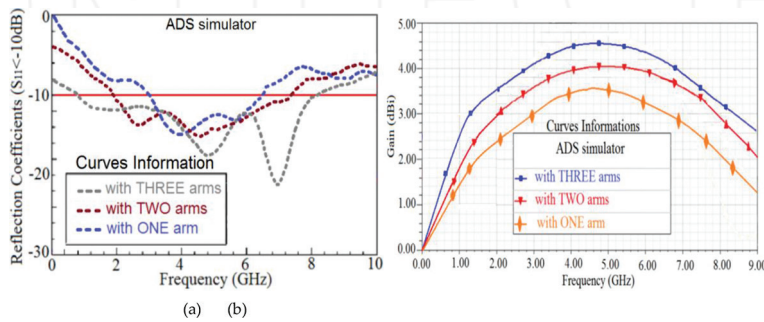 Reflection Coefficients (S11<-10dB)
0
-10
-20
-30
ADS simulator
Curves Information
with THREE arms
with TWO arms
with ONE arm
0 2 4 6 8 10
Frequency (GHz)
Gain (dBi)
5.00
4.00
3.00
2.00
1.00
0.00
Curves Informations
ADS simulator
with THREE arms
with TWO arms
with ONE arm
0.00 1.00 2.00 3.00 4.00 5.00 6.00 7.00 8.00 9.00
Frequency (GHz)
(a) (b)